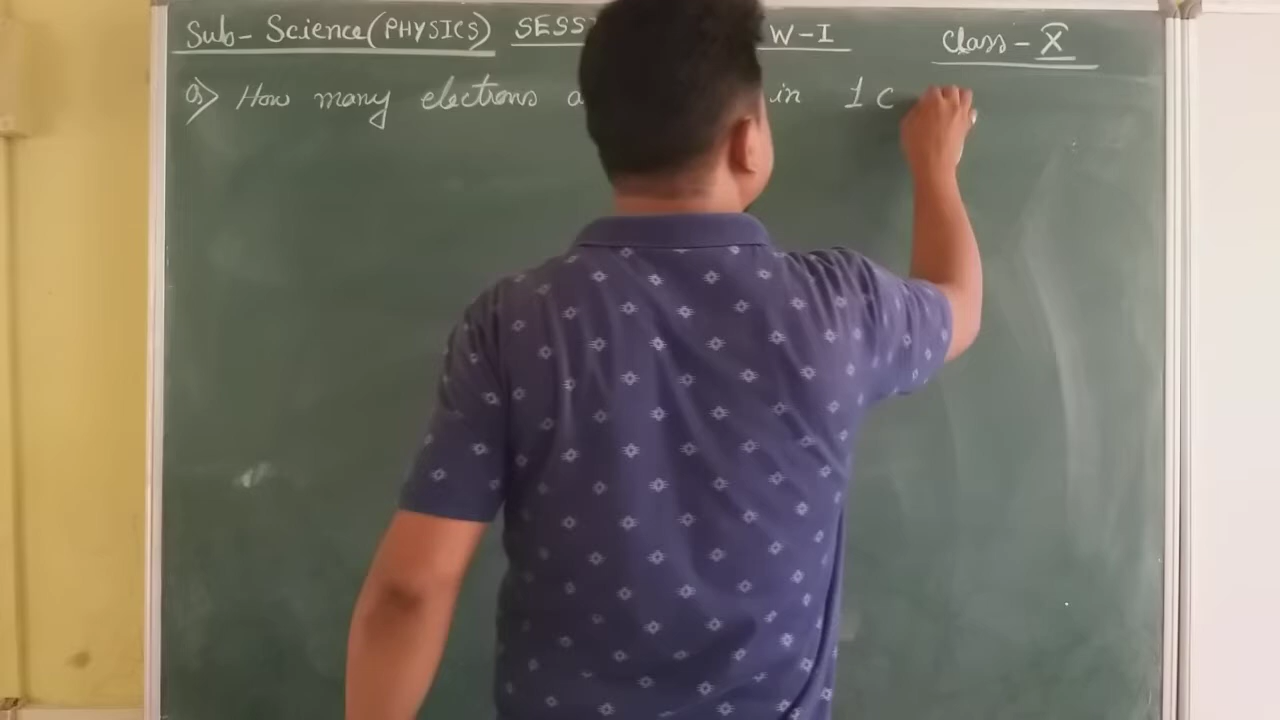 Sub- Science (PHYSICS) SESS W-I Class - X
Q> How many electrons a in 1 c